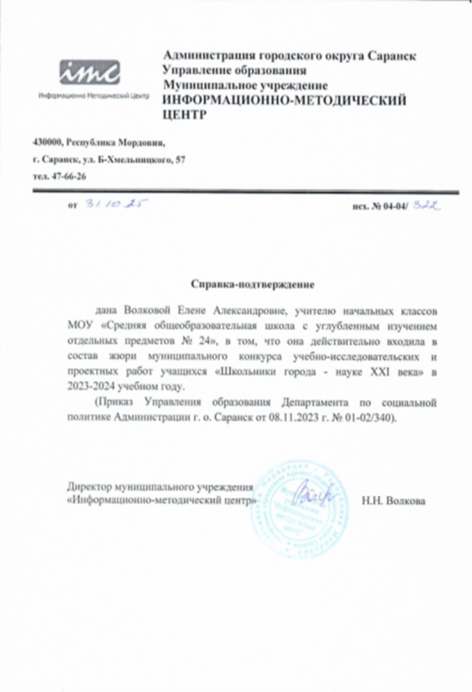 имс
Информационно Методический Центр
Администрация городского округа Саранск
Управление образования
Муниципальное учреждение
ИНФОРМАЦИОННО-МЕТОДИЧЕСКИЙ
ЦЕНТР
430000, Республика Мордовия,
г. Саранск, ул. Б-Хмельницкого, 57
тел. 47-66-26
от 31.10.25 исх. № 04-04/ 322
Справка-подтверждение
дана Волковой Елене Александровне, учителю начальных классов
МОУ «Средняя общеобразовательная школа с углубленным изучением
отдельных предметов № 24», в том, что она действительно входила в
состав жюри муниципального конкурса учебно-исследовательских и
проектных работ учащихся «Школьники города - науке XXI века» в
2023-2024 учебном году.
(Приказ Управления образования Департамента по социальной
политике Администрации г. о. Саранск от 08.11.2023 г. № 01-02/340).
Директор муниципального учреждения
«Информационно-методический центр» Н.Н. Волкова